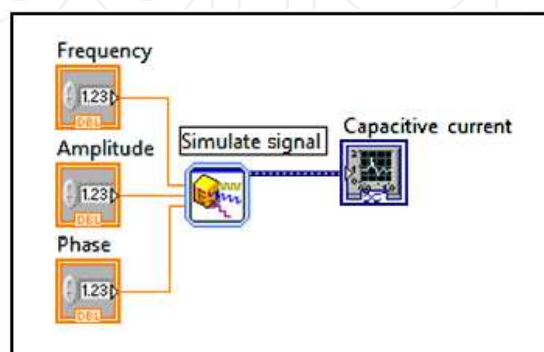 Frequency
1.23
DBL
Simulate signal
Capacitive current
Amplitude
1.23
DBL
Phase
1.23
DBL